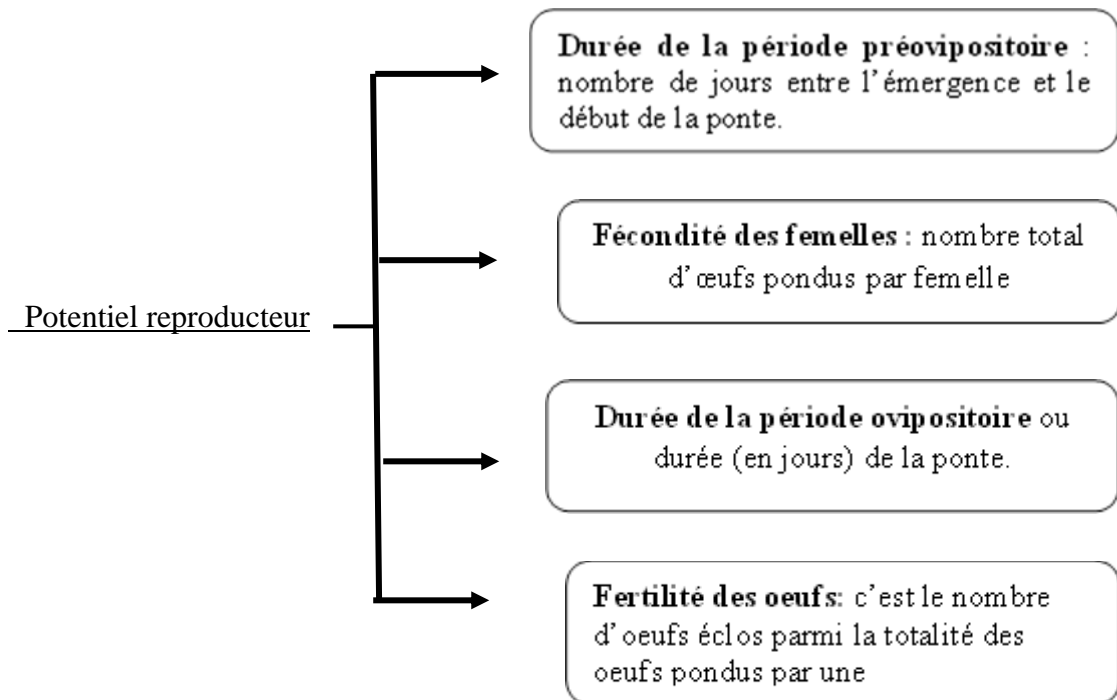 Durée de la période préovipositoire :
nombre de jours entre l'émergence et le
début de la ponte.
Fécondité des femelles : nombre total
d'œufs pondus par femelle
Potentiel reproducteur
Durée de la période ovipositoire ou
durée (en jours) de la ponte.
Fertilité des oeufs: c'est le nombre
d'oeufs éclos parmi la totalité des
oeufs pondus par une